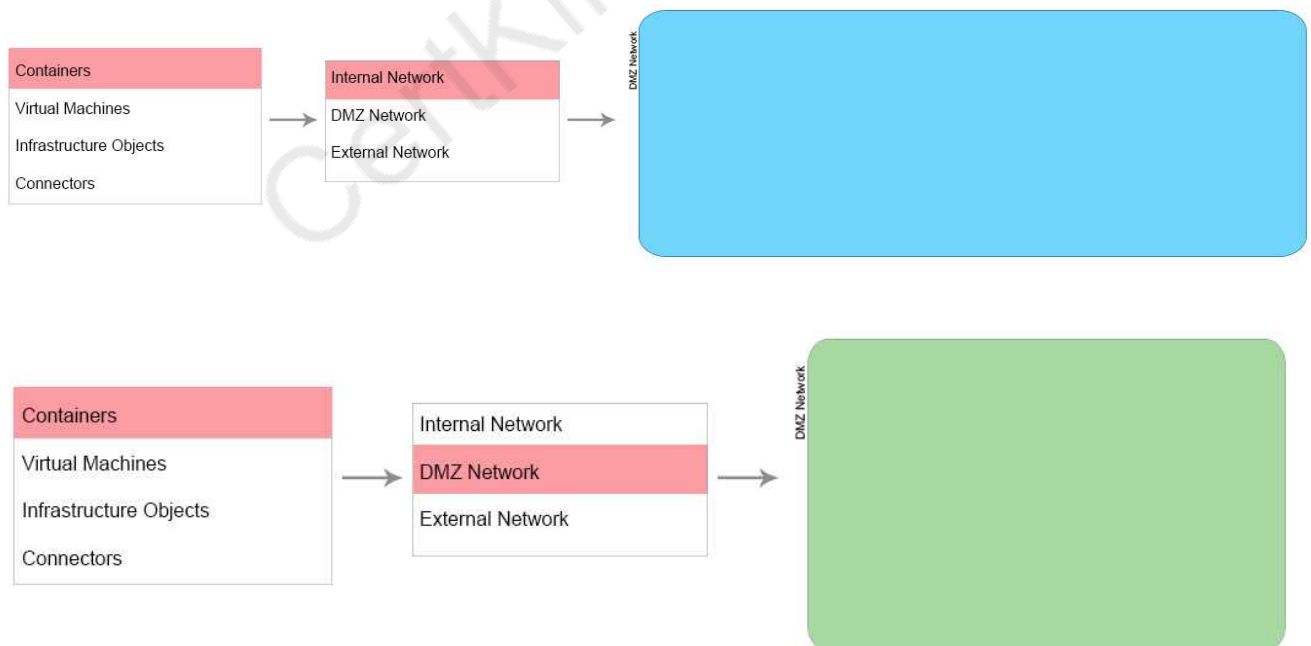 Containers
Virtual Machines
Infrastructure Objects
Connectors
Internal Network
DMZ Network
External Network
DMZ Network
Containers
Virtual Machines
Infrastructure Objects
Connectors
Internal Network
DMZ Network
External Network
DMZ Network